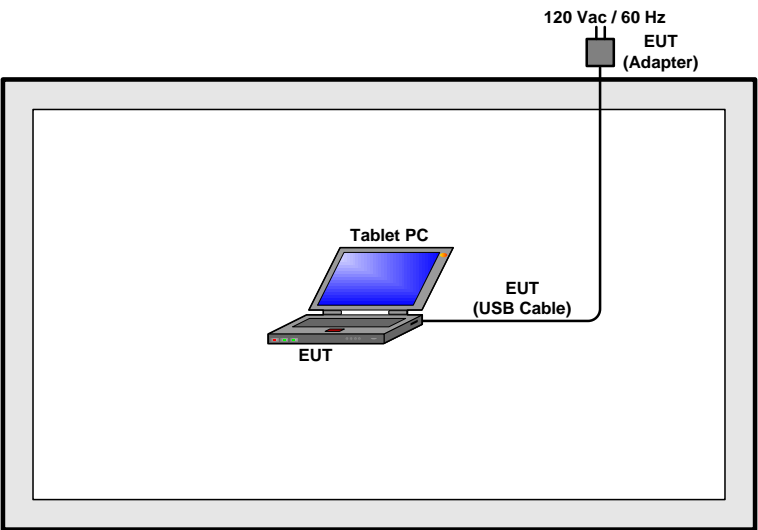 120 Vac / 60 Hz
EUT
(Adapter)
Tablet PC
EUT
(USB Cable)
EUT